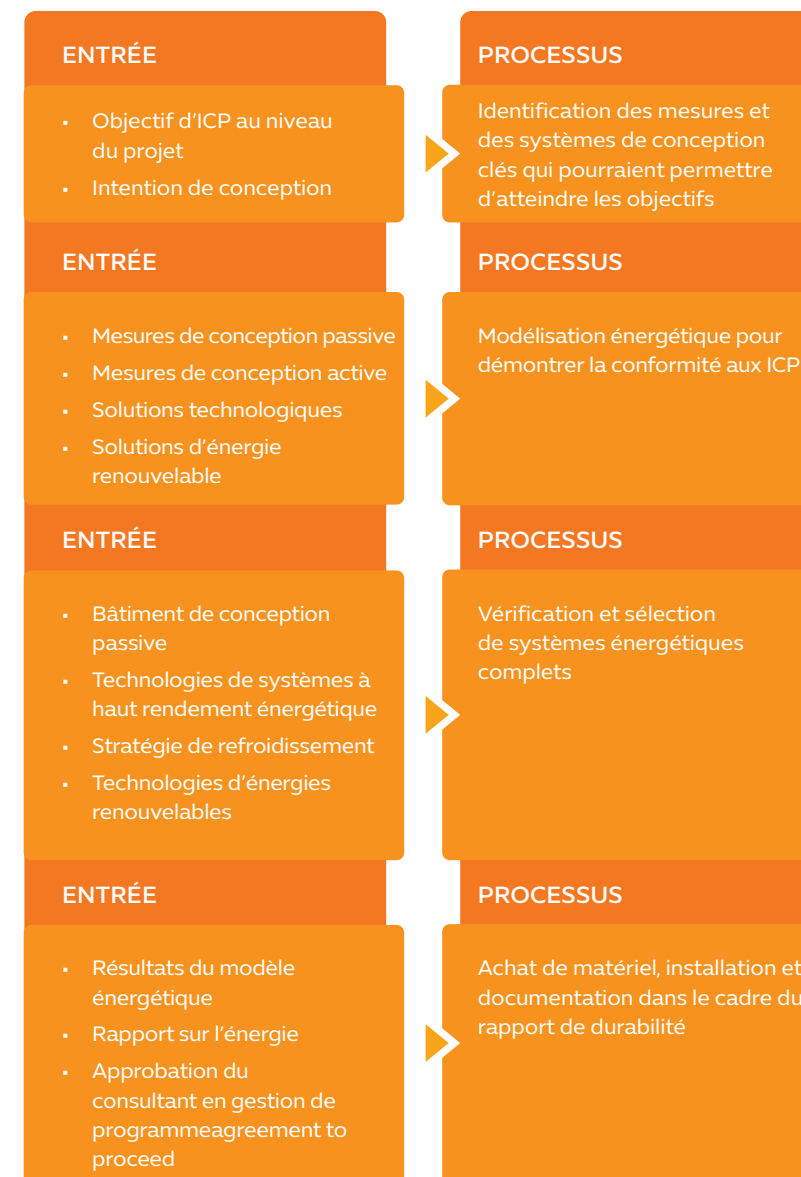 ENTRÉE
• Objectif d'ICP au niveau
du projet
• Intention de conception
PROCESSUS
Identification des mesures et
des systèmes de conception
clés qui pourraient permettre
d'atteindre les objectifs
ENTRÉE
• Mesures de conception passive
• Mesures de conception active
• Solutions technologiques
• Solutions d'énergie
renouvelable
PROCESSUS
Modélisation énergétique pour
démontrer la conformité aux ICP
ENTRÉE
• Bâtiment de conception
passive
• Technologies de systèmes à
haut rendement énergétique
• Stratégie de refroidissement
• Technologies d'énergies
renouvelables
PROCESSUS
Vérification et sélection
de systèmes énergétiques
complets
ENTRÉE
• Résultats du modèle
énergétique
• Rapport sur l'énergie
• Approbation du
consultant en gestion de
programmeagreement to
proceed
PROCESSUS
Achat de matériel, installation et
documentation dans le cadre du
rapport de durabilité